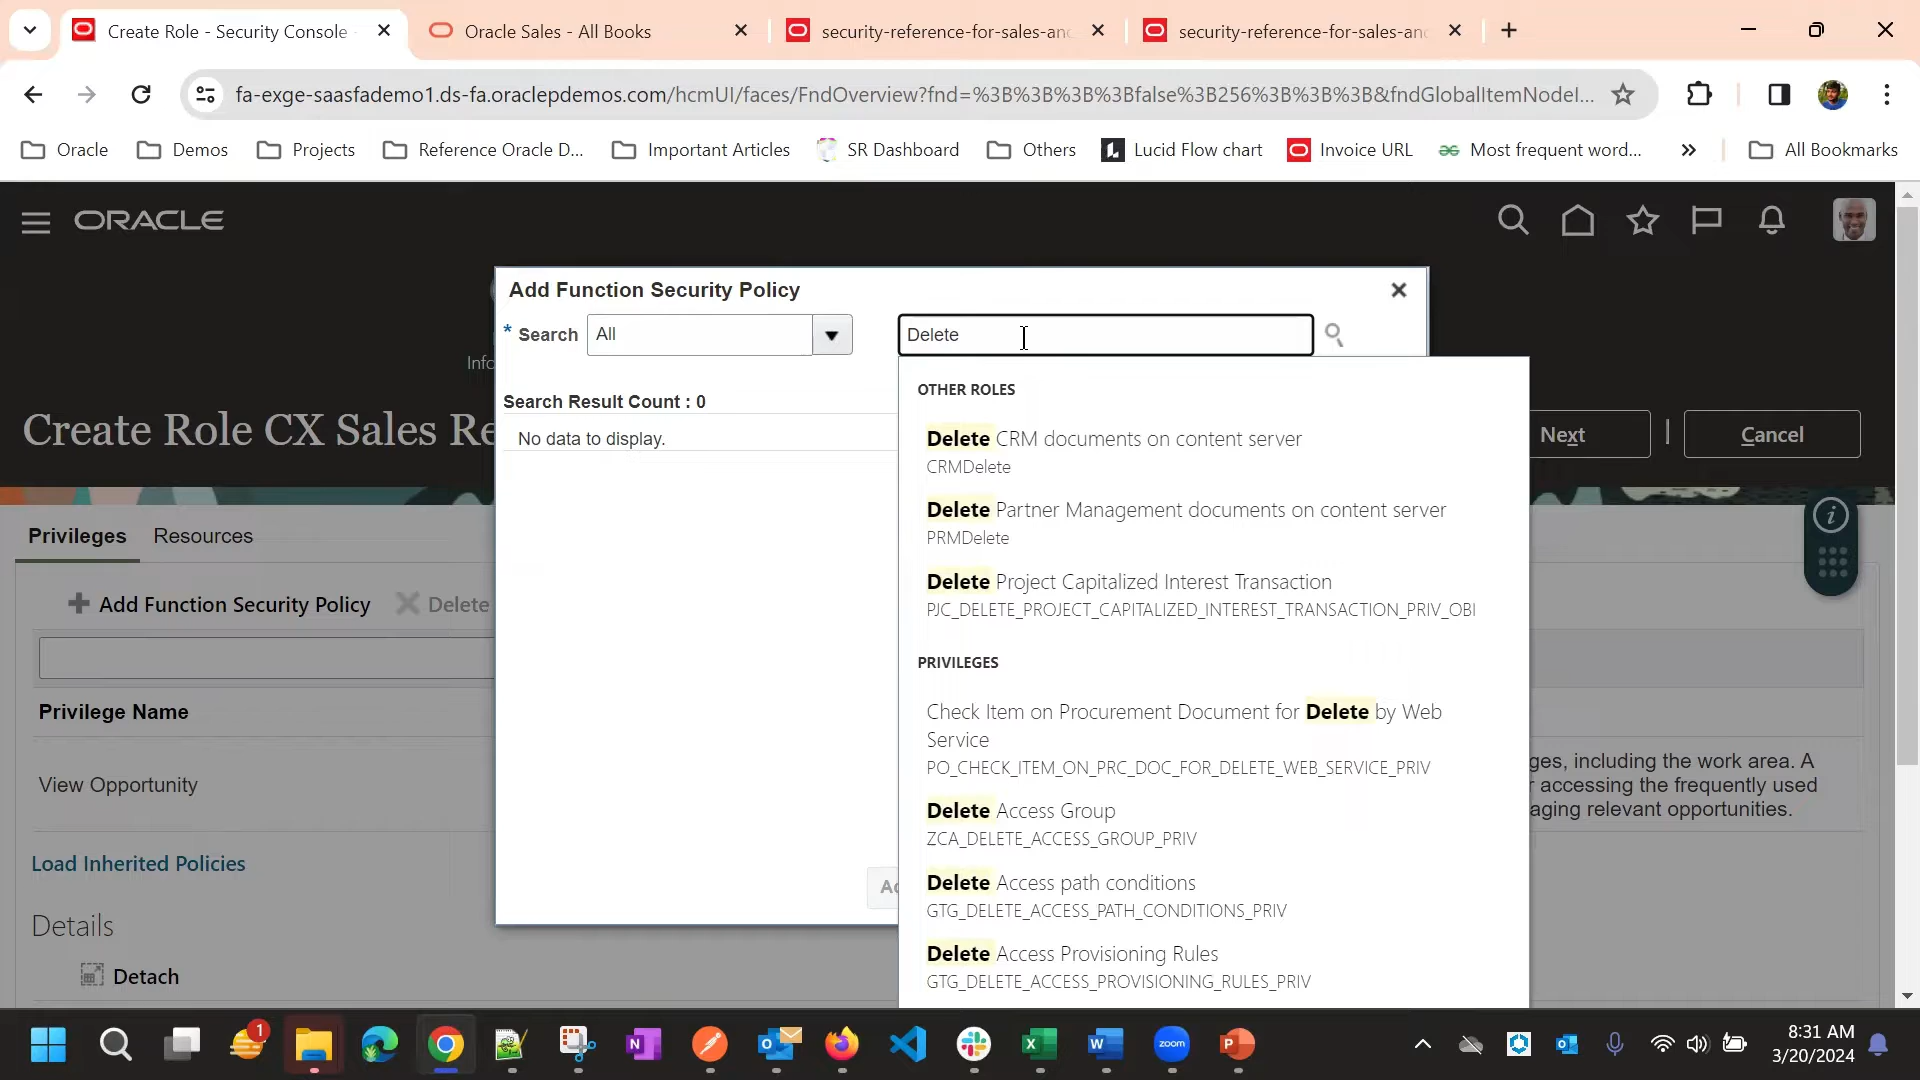 Create Role - Security Console
Oracle Sales - All Books
security-reference-for-sales-and
security-reference-for-sales-and
fa-exge-saasfademo1.ds-fa.oraclepdemos.com/hcmUI/faces/FndOverview?fnd=%3B%3B%3B%3Bfalse%3B256%3B%3B%3B&fndGlobalItemNodeI...
Oracle
Demos
Projects
Reference Oracle D...
Important Articles
SR Dashboard
Others
Lucid Flow chart
Invoice URL
Most frequent word...
All Bookmarks
ORACLE
Add Function Security Policy
* Search
All
Delete
Info
Search Result Count : 0
No data to display.
OTHER ROLES
Delete CRM documents on content server
CRMDelete
Delete Partner Management documents on content server
PRMDelete
Delete Project Capitalized Interest Transaction
PJC_DELETE_PROJECT_CAPITALIZED_INTEREST_TRANSACTION_PRIV_OBI
PRIVILEGES
Check Item on Procurement Document for Delete by Web
Service
PO_CHECK_ITEM_ON_PRC_DOC_FOR_DELETE_WEB_SERVICE_PRIV
Delete Access Group
ZCA_DELETE_ACCESS_GROUP_PRIV
Delete Access path conditions
GTG_DELETE_ACCESS_PATH_CONDITIONS_PRIV
Delete Access Provisioning Rules
GTG_DELETE_ACCESS_PROVISIONING_RULES_PRIV
Create Role CX Sales Re
Next
Cancel
Privileges
Resources
Add Function Security Policy
Delete
Privilege Name
View Opportunity
ges, including the work area. A
r accessing the frequently used
aging relevant opportunities.
Load Inherited Policies
Details
Detach
1
zoom
8:31 AM
3/20/2024